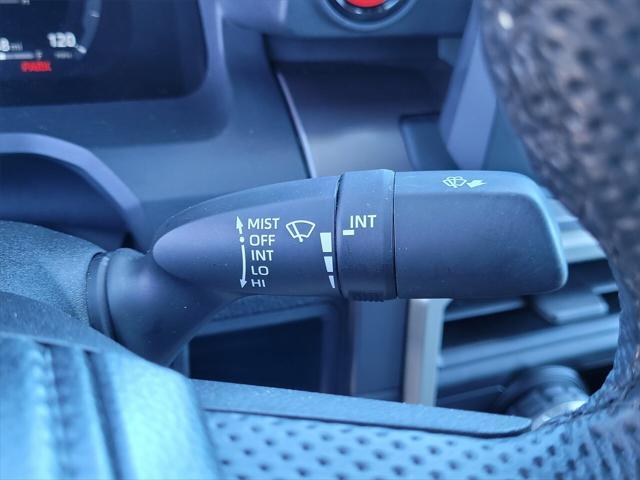 120
PARK
MIST
OFF
INT
LO
HI
INT